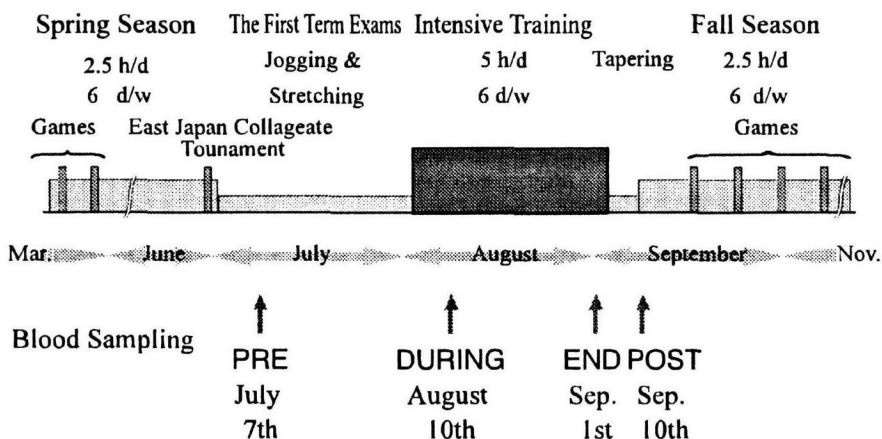 Spring Season The First Term Exams Intensive Training Fall Season
2.5 h/d Jogging & 5 h/d Tapering 2.5 h/d
6 d/w Stretching 6 d/w 6 d/w
Games East Japan Collageate Games
Tounament
Mar. June July August September Nov.
Blood Sampling
PRE DURING END POST
July August Sep. Sep.
7th 10th 1st 10th